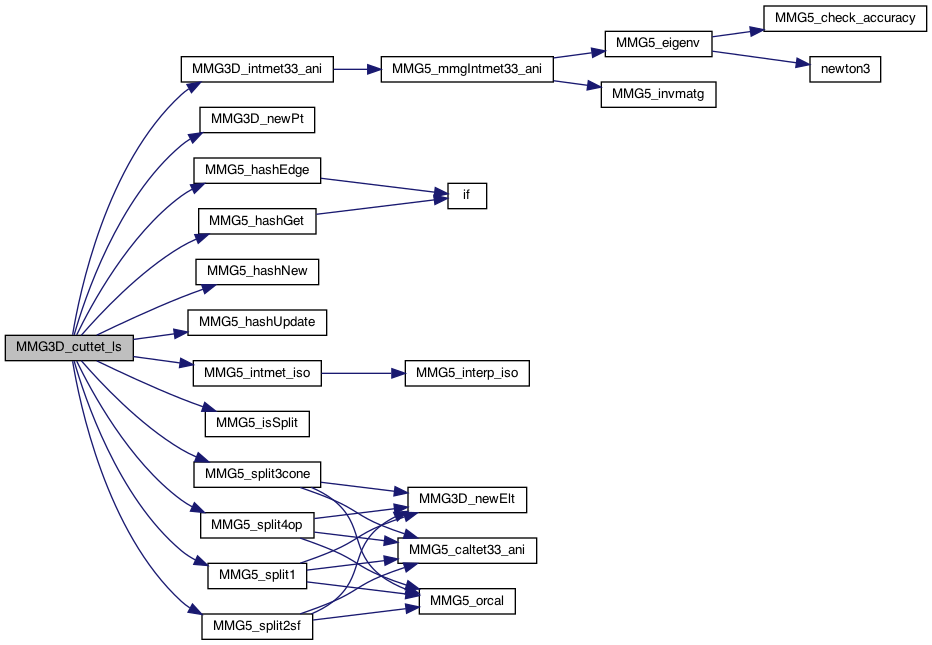 MMG5_check_accuracy
MMG5_eigenv
MMG3D_intmet33_ani
MMG5_mmgIntmet33_ani
newton3
MMG5_invmatg
MMG3D_newPt
MMG5_hashEdge
if
MMG5_hashGet
MMG5_hashNew
MMG5_hashUpdate
MMG3D_cuttet_ls
MMG5_intmet_iso
MMG5_interp_iso
MMG5_isSplit
MMG5_split3cone
MMG3D_newElt
MMG5_split4op
MMG5_caltet33_ani
MMG5_split1
MMG5_orcal
MMG5_split2sf